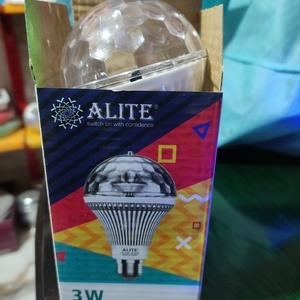 ALITE®
switch on with confidence
ALITE
3W